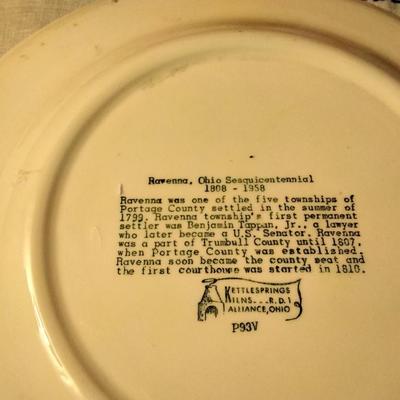 Ravenna, Ohio Sesquicentennial
1808 - 1958
Ravenna was one of the five townships of
Portage County settled in the summer of
1799. Ravenna township's first permanent
settler was Benjamin Tappan, Jr., a lawyer
who later became a U.S. Senator. Ravenna
was a part of Trumbull County until 1807,
when Portage County was established.
Ravenna soon became the county seat and
the first courthouse was started in 1810.
KETTLESPRINGS
KILNS...R.D.1
ALLIANCE, OHIO
P93V